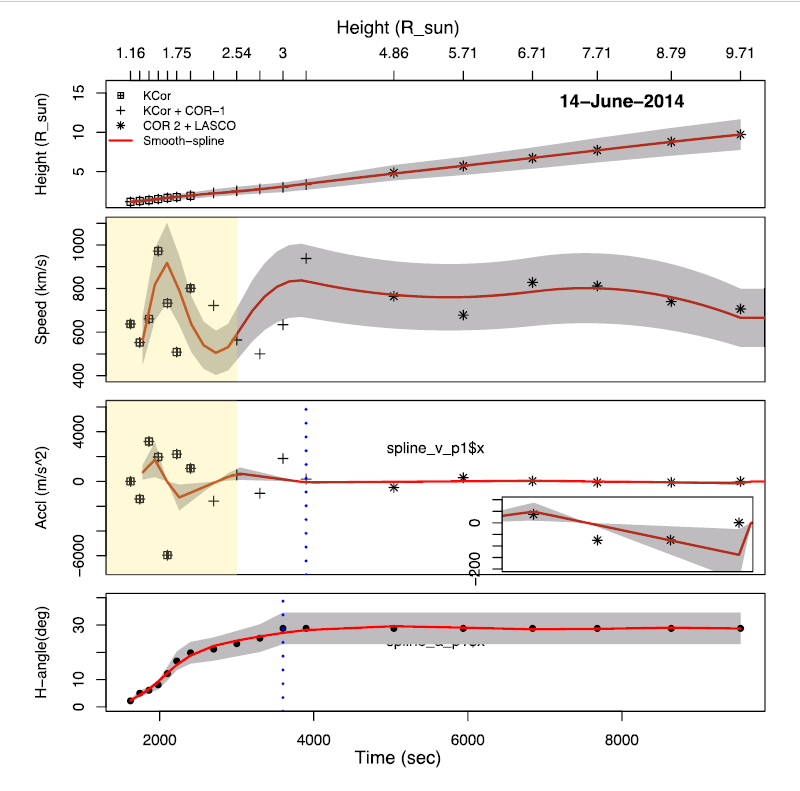 Height (R_sun)
1.16 1.75 2.54 3 4.86 5.71 6.71 7.71 8.79 9.71
Height (R_sun)
15
10
5
KCor
KCor + COR−1
COR 2 + LASCO
Smooth−spline
14−June−2014
Speed (km/s)
1000
800
600
400
Accl (m/s^2)
4000
0
−6000
spline_v_p1$x
0
−200
H−angle(deg)
30
10
0
2000 4000 6000 8000
Time (sec)